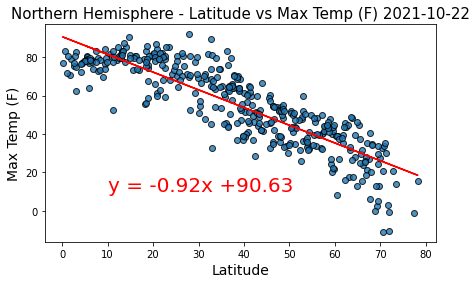 Northern Hemisphere - Latitude vs Max Temp (F) 2021-10-22
Max Temp (F)
80
60
40
20
0
y = -0.92x +90.63
0 10 20 30 40 50 60 70 80
Latitude